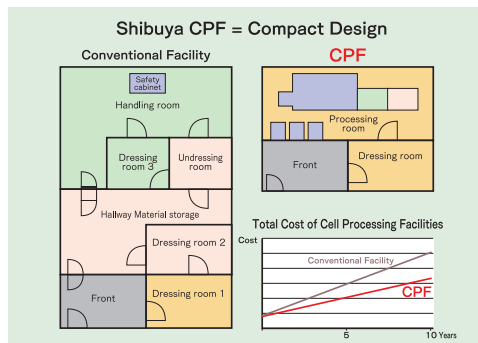 Shibuya CPF = Compact Design
Conventional Facility
Safety
cabinet
Handling room
Dressing
room 3
Undressing
room
Hallway Material storage
Dressing room 2
Front
Dressing room 1
CPF
Processing
room
Front
Dressing room
Total Cost of Cell Processing Facilities
Cost
Conventional Facility
CPF
5
10 Years